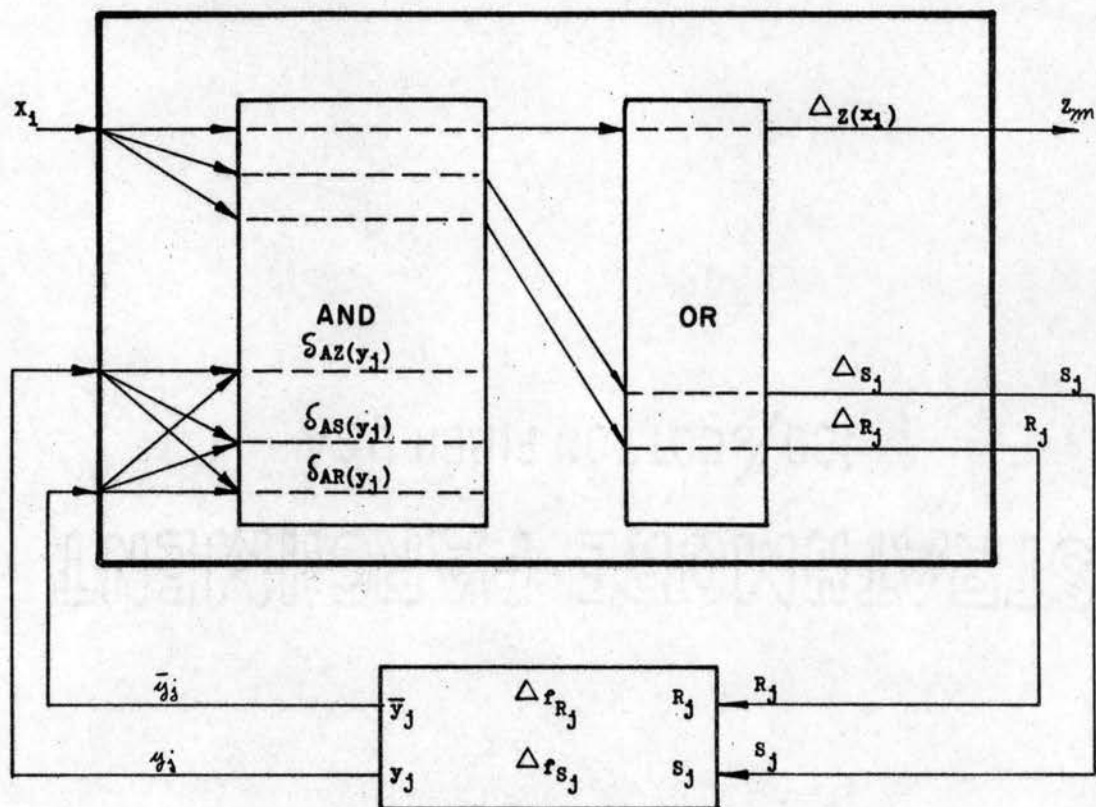 X_i
Δ_Z(x_i)
Z_m
AND
OR
δ_AZ(y_j)
Δ_S_j
S_j
δ_AS(y_j)
Δ_R_j
R_j
δ_AR(y_j)
ȳ_j
ȳ_j
Δ_f_R_j
R_j
R_j
y_j
y_j
Δ_f_S_j
S_j
S_j